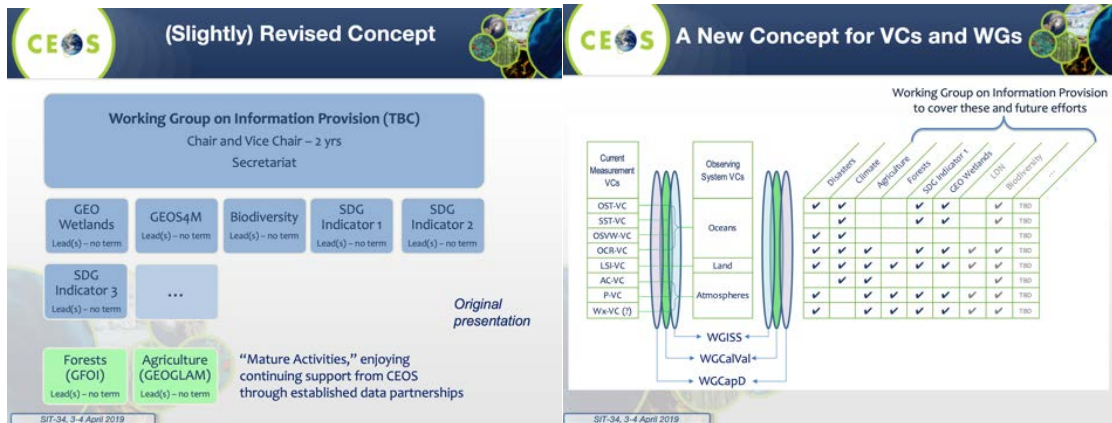 CEOS
(Slightly) Revised Concept
Working Group on Information Provision (TBC)
Chair and Vice Chair – 2 yrs
Secretariat
GEO
Wetlands
Lead(s) – no term
GEOS4M
Lead(s) – no term
Biodiversity
Lead(s) – no term
SDG
Indicator 1
Lead(s) – no term
SDG
Indicator 2
Lead(s) – no term
SDG
Indicator 3
Lead(s) – no term
...
Original
presentation
Forests
(GFOI)
Lead(s) – no term
Agriculture
(GEOGLAM)
Lead(s) – no term
“Mature Activities,” enjoying
continuing support from CEOS
through established data partnerships
SIT-34, 3-4 April 2019
CEOS
A New Concept for VCs and WGs
Working Group on Information Provision
to cover these and future efforts
Current
Measurement
VCs
Observing
System VCs
Disasters
Climate
Agriculture
Forests
SDG Indicator 1
GEO Wetlands
LDN
Biodiversity
...
OST-VC ✔ ✔ ✔ ✔ ✔ TBD
SST-VC ✔ ✔ ✔ ✔ TBD
OSVW-VC ✔ ✔ TBD
OCR-VC ✔ ✔ ✔ ✔ ✔ ✔ ✔ TBD
LSI-VC ✔ ✔ ✔ ✔ ✔ ✔ ✔ ✔ TBD
AC-VC ✔ ✔ ✔ TBD
P-VC ✔ ✔ ✔ ✔ ✔ ✔ ✔ TBD
Wx-VC (?) ✔ ✔ ✔ ✔ ✔ ✔ ✔ TBD
Oceans
Land
Atmospheres
WGISS
WGCalVal
WGCapD
SIT-34, 3-4 April 2019